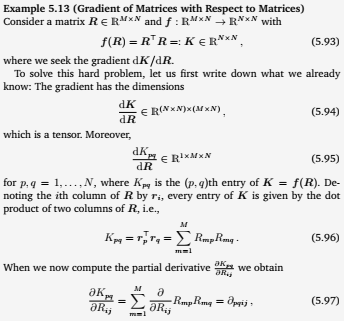 Example 5.13 (Gradient of Matrices with Respect to Matrices)
Consider a matrix R ∈ ℝ^{M×N} and f : ℝ^{M×N} → ℝ^{N×N} with
f(R) = R^⊤R =: K ∈ ℝ^{N×N} , (5.93)
where we seek the gradient dK/dR.
To solve this hard problem, let us first write down what we already
know: The gradient has the dimensions
dK/dR ∈ ℝ^{(N×N)×(M×N)} , (5.94)
which is a tensor. Moreover,
dK_{pq}/dR ∈ ℝ^{1×M×N} (5.95)
for p, q = 1, . . . , N, where K_{pq} is the (p, q)th entry of K = f(R). De-
noting the ith column of R by r_i, every entry of K is given by the dot
product of two columns of R, i.e.,
K_{pq} = r_p^⊤ r_q = ∑_{m=1}^{M} R_{mp}R_{mq} . (5.96)
When we now compute the partial derivative ∂K_{pq}/∂R_{ij} we obtain
∂K_{pq}/∂R_{ij} = ∑_{m=1}^{M} ∂/∂R_{ij} R_{mp}R_{mq} = ∂_{pqij} , (5.97)